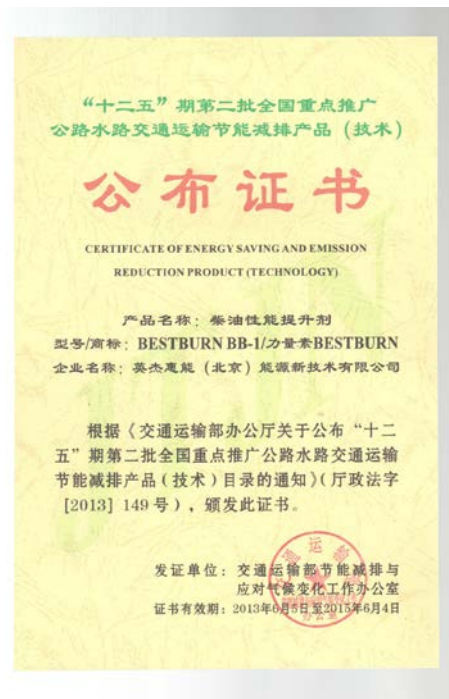 “十二五”期第二批全国重点推广
公路水路交通运输节能减排产品（技术）
公布证书
CERTIFICATE OF ENERGY SAVING AND EMISSION
REDUCTION PRODUCT (TECHNOLOGY)
产品名称：柴油性能提升剂
型号/商标：BESTBURN BB-1/力量素BESTBURN
企业名称：英杰惠能（北京）能源新技术有限公司
根据《交通运输部办公厅关于公布“十二
五”期第二批全国重点推广公路水路交通运输
节能减排产品（技术）目录的通知》（厅政法字
[2013] 149 号），颁发此证书。
发证单位：交通运输部节能减排与
应对气候变化工作办公室
证书有效期：2013年6月5日至2015年6月4日